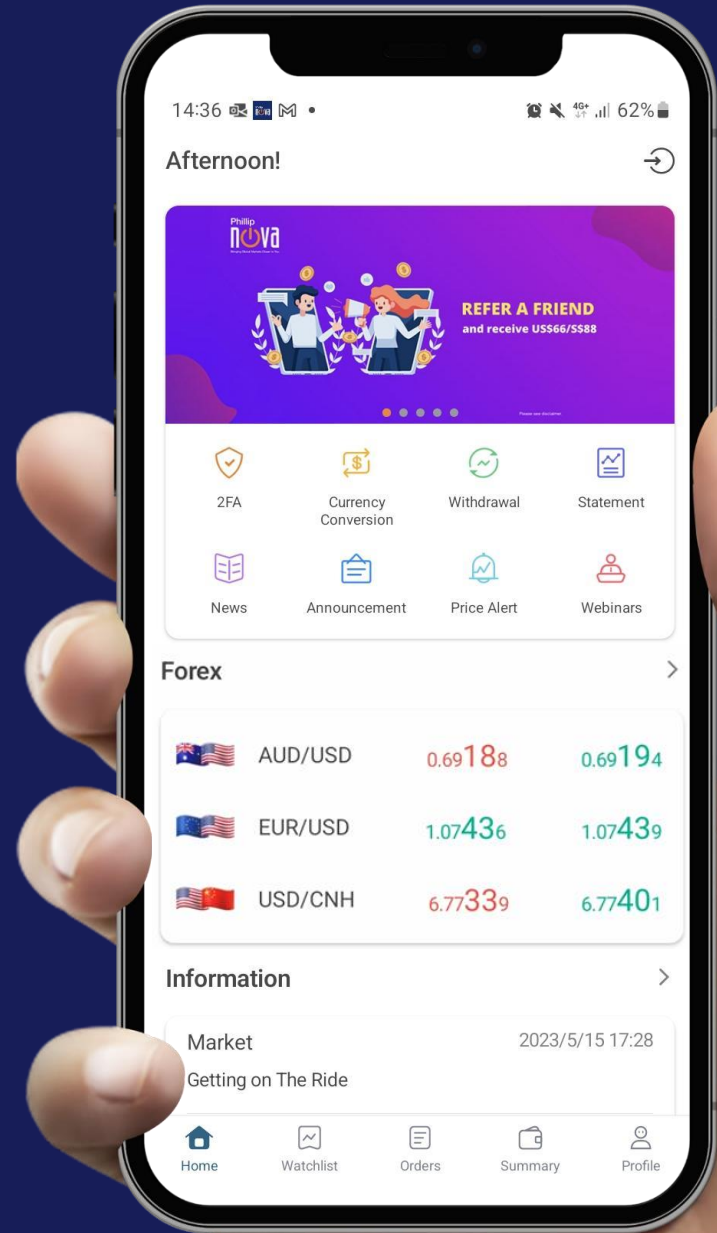 14:36
4G+
62%
Afternoon!
Phillip
nova
REFER A FRIEND
and receive US$66/S$88
2FA
Currency
Conversion
Withdrawal
Statement
News
Announcement
Price Alert
Webinars
Forex
AUD/USD 0.69188 0.69194
EUR/USD 1.07436 1.07439
USD/CNH 6.77339 6.77401
Information
Market 2023/5/15 17:28
Getting on The Ride
Home Watchlist Orders Summary Profile